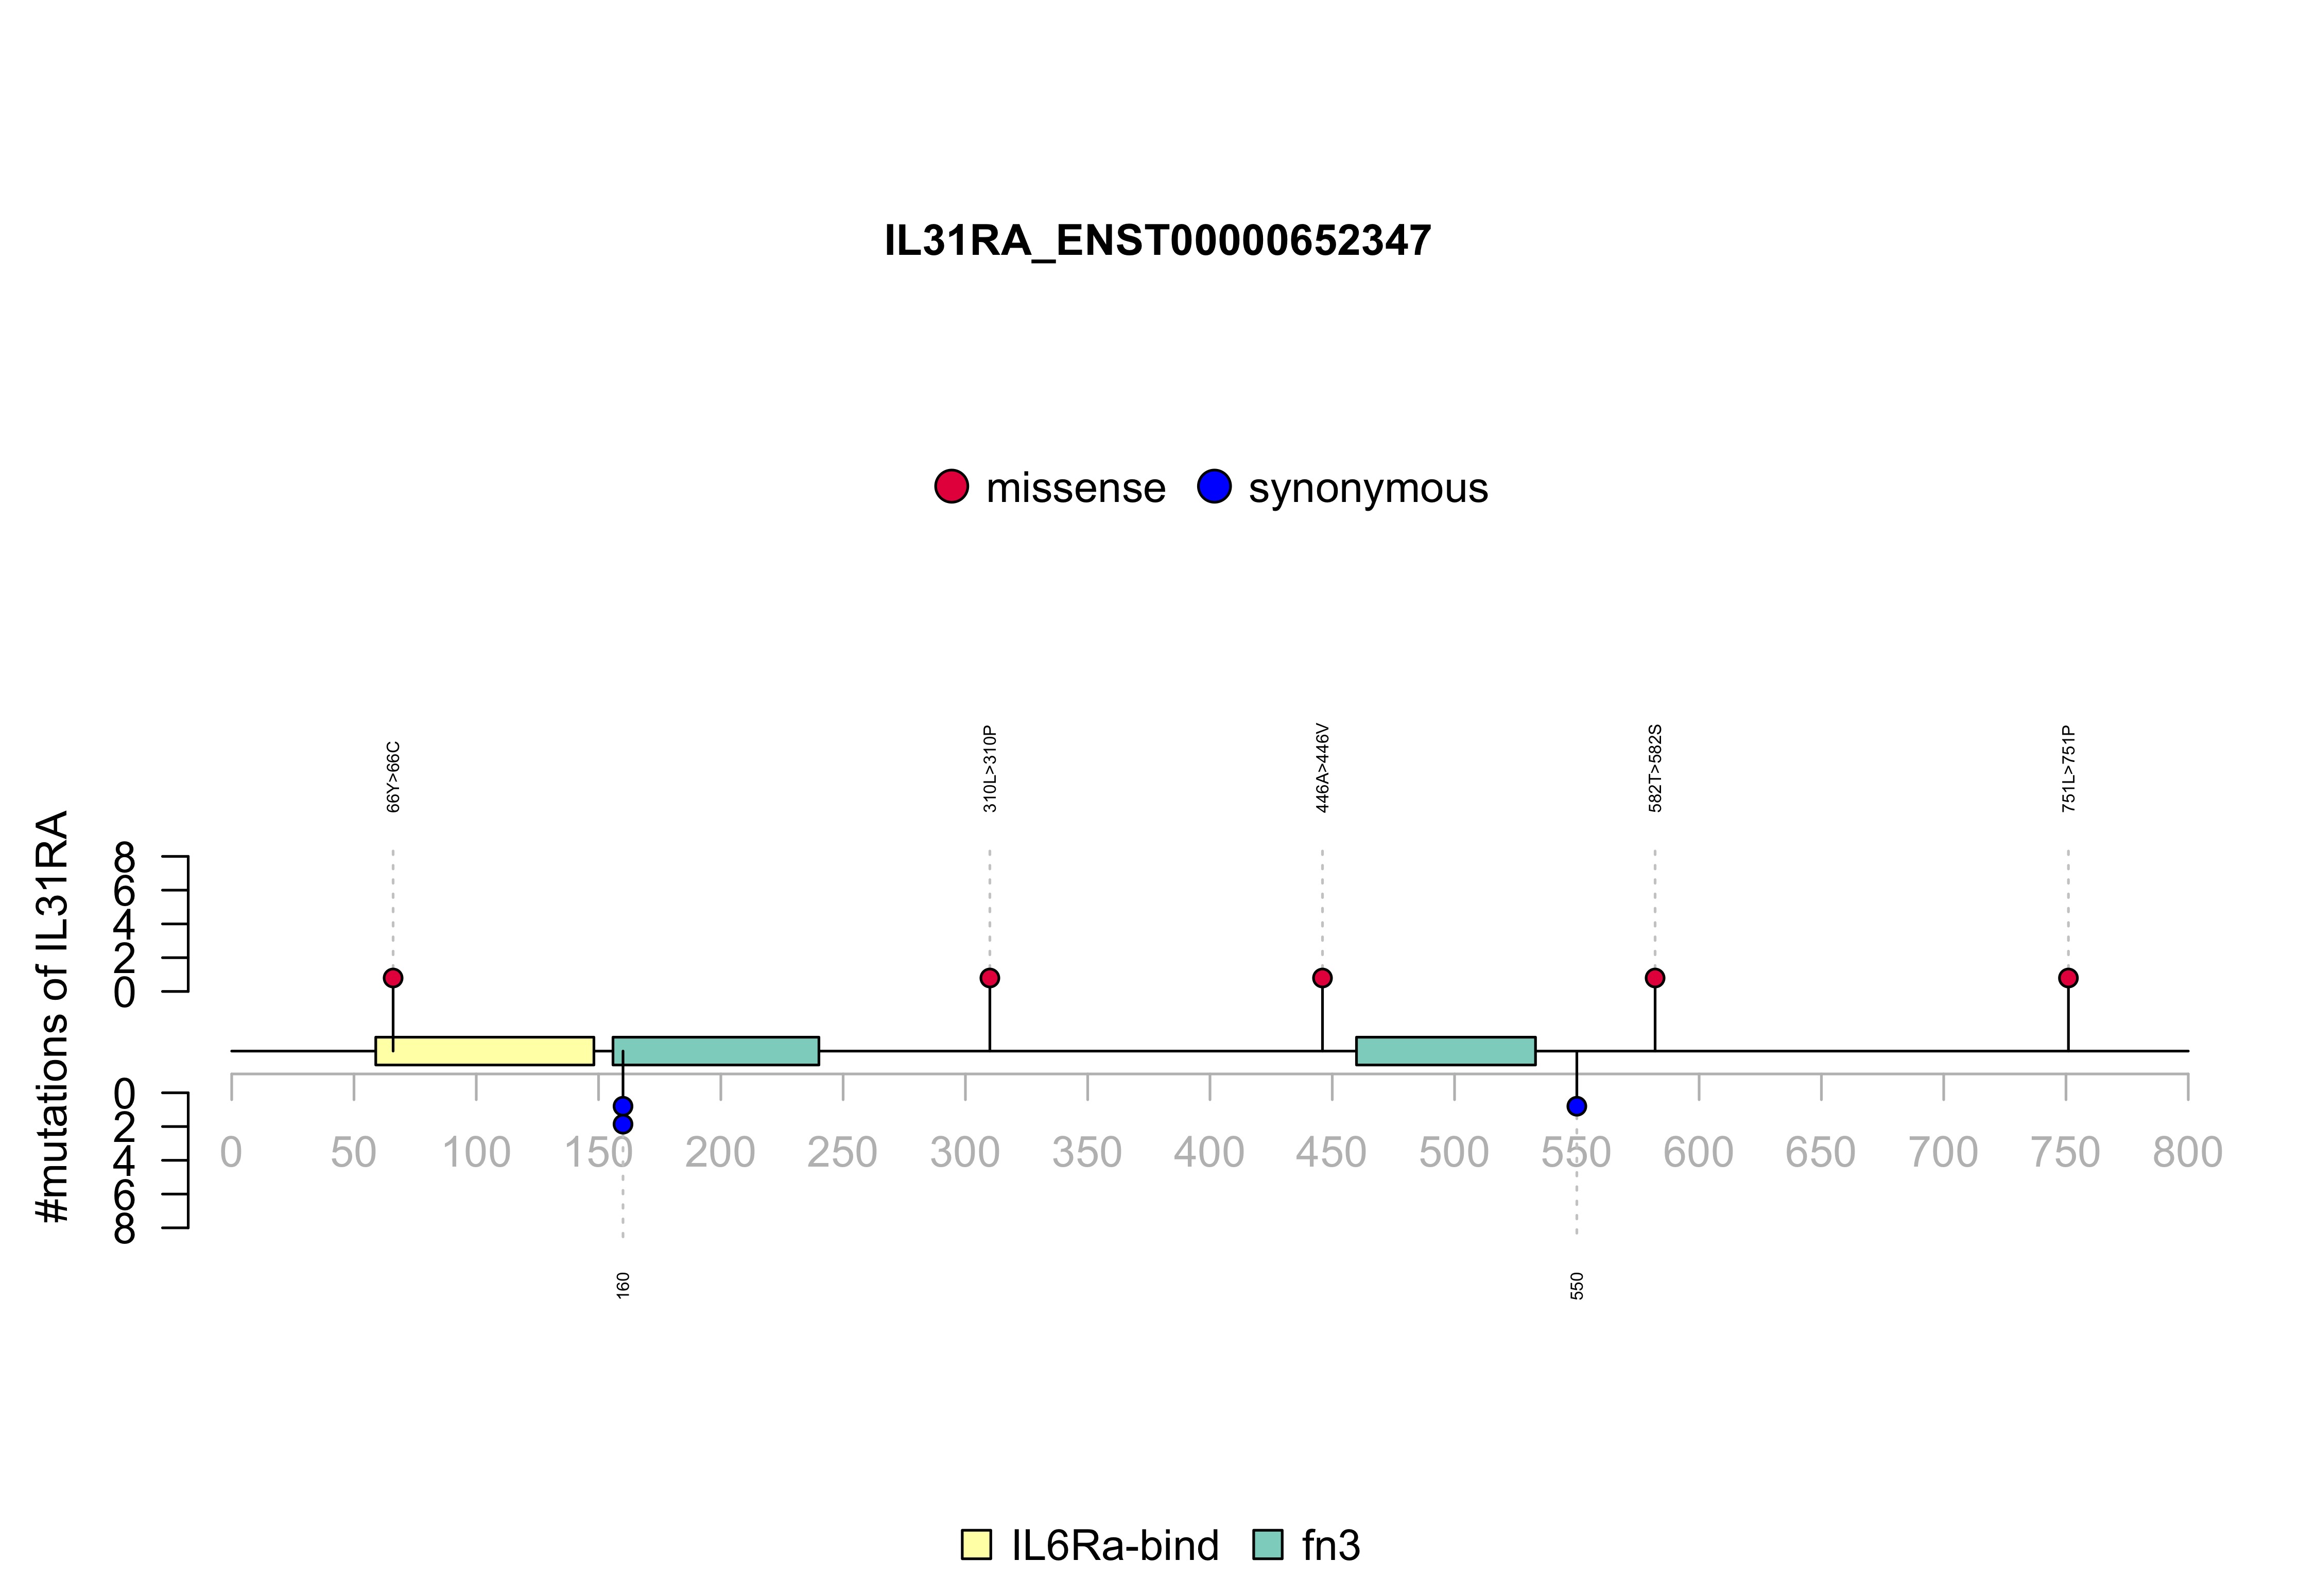 IL31RA_ENST00000652347
missense synonymous
66Y>66C 310L>310P 446A>446V 582T>582S 751L>751P
#mutations of IL31RA
8
6
4
2
0
0
2
4
6
8
0 50 100 150 200 250 300 350 400 450 500 550 600 650 700 750 800
160 550
IL6Ra-bind fn3